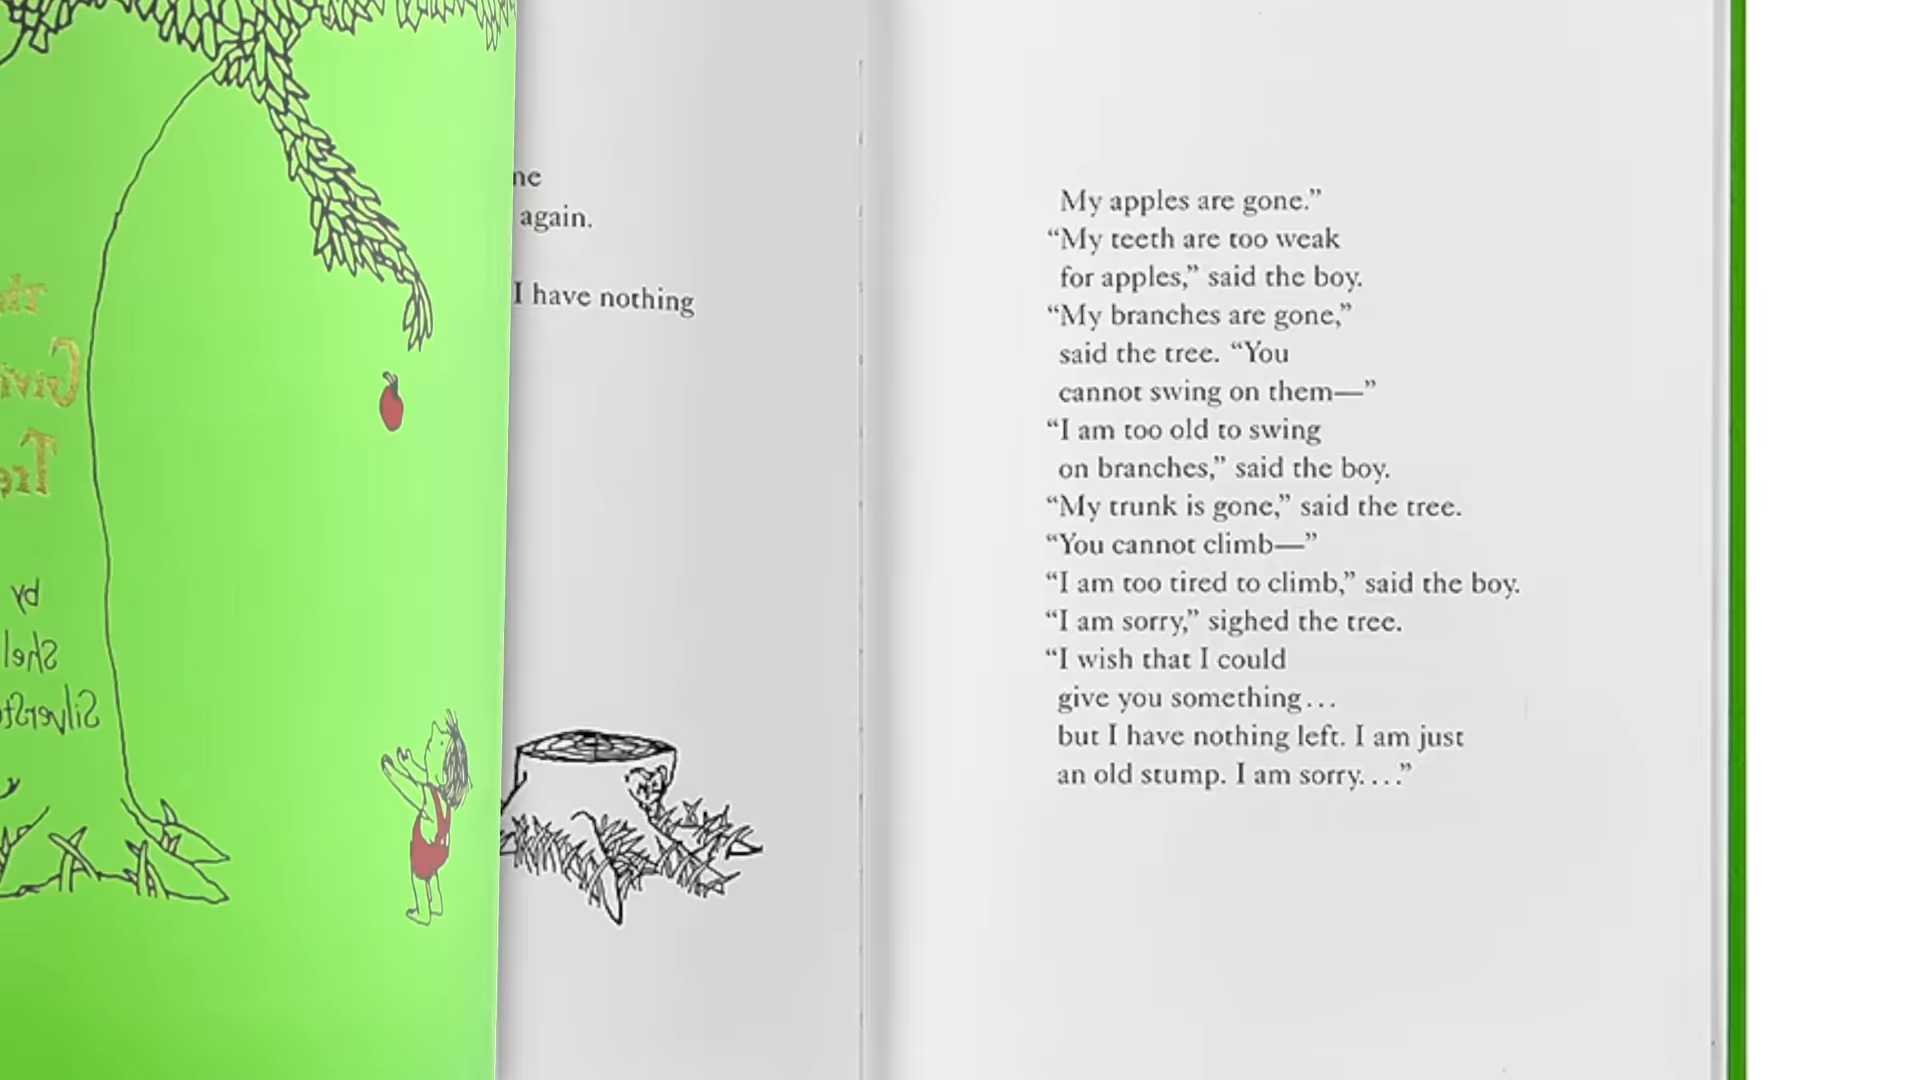 again.
I have nothing
My apples are gone.”
“My teeth are too weak
for apples,” said the boy.
“My branches are gone,”
said the tree. “You
cannot swing on them—”
“I am too old to swing
on branches,” said the boy.
“My trunk is gone,” said the tree.
“You cannot climb—”
“I am too tired to climb,” said the boy.
“I am sorry,” sighed the tree.
“I wish that I could
give you something...
but I have nothing left. I am just
an old stump. I am sorry....”
by
Shel